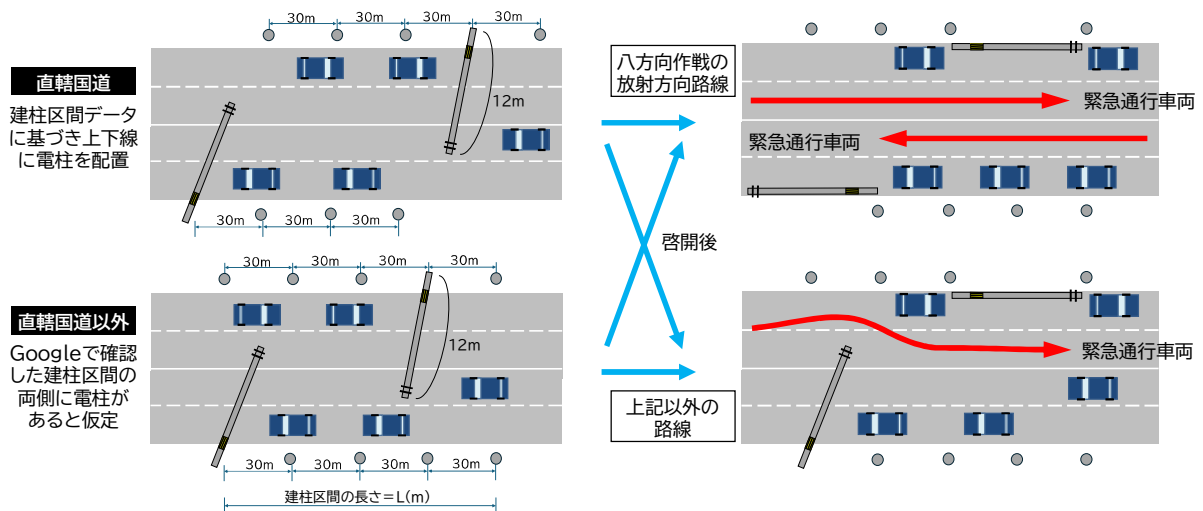 30m 30m 30m 30m
直轄国道
建柱区間データ
に基づき上下線
に電柱を配置
12m
30m 30m 30m
30m 30m 30m 30m
直轄国道以外
Googleで確認
した建柱区間の
両側に電柱が
あると仮定
12m
30m 30m 30m 30m
建柱区間の長さ=L(m)
啓開後
八方向作戦の
放射方向路線
緊急通行車両
緊急通行車両
上記以外の
路線
緊急通行車両